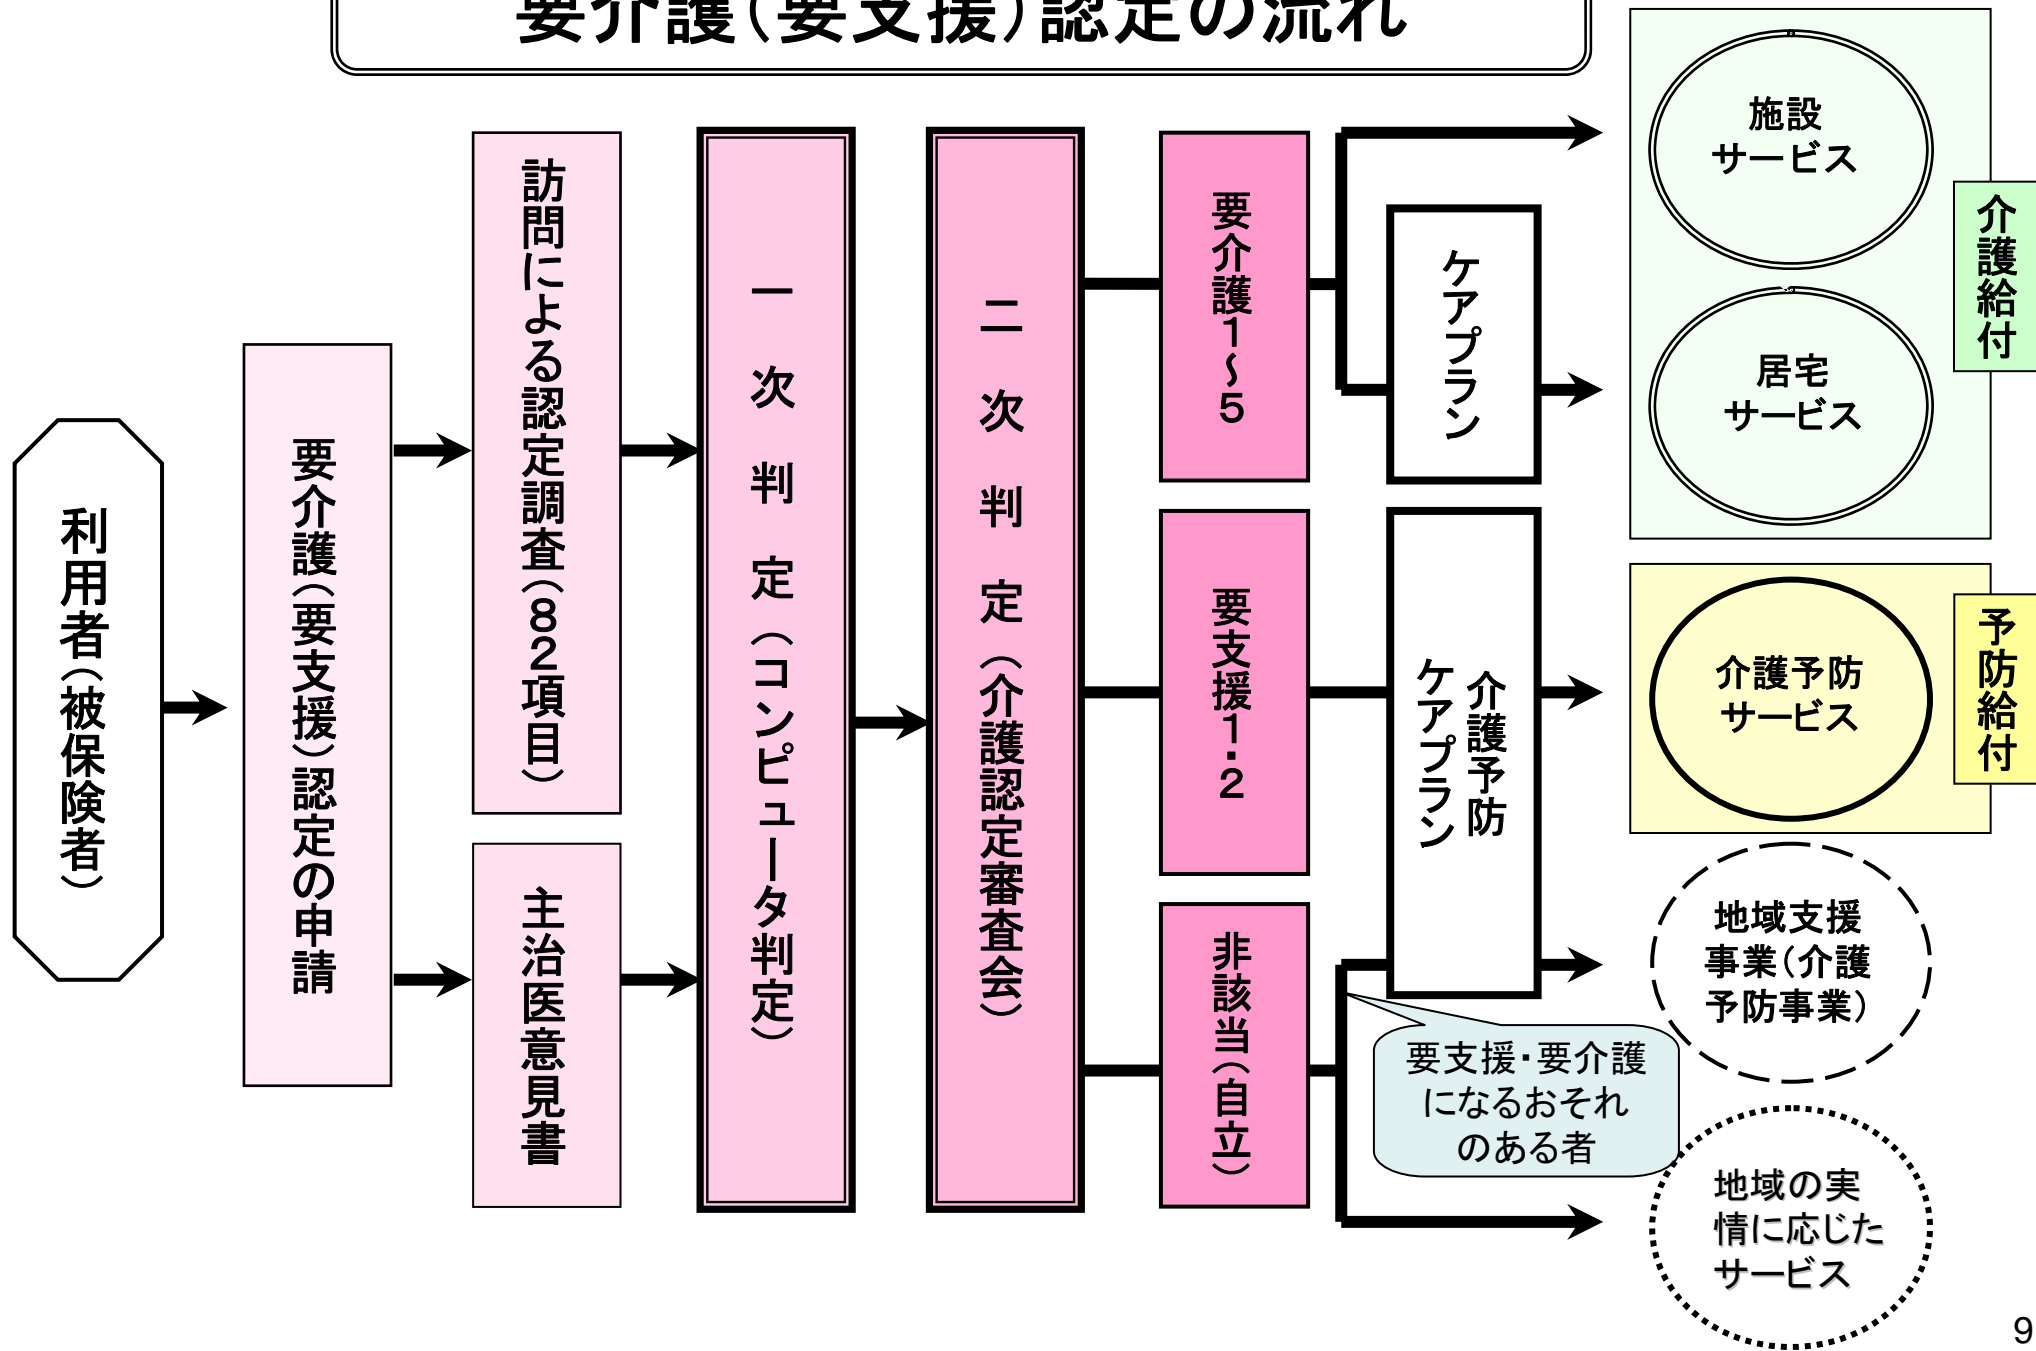 要介護（要支援）認定の流れ
利用者（被保険者）
要介護（要支援）認定の申請
訪問による認定調査（８２項目）
主治医意見書
一次判定（コンピュータ判定）
二次判定（介護認定審査会）
要介護１～５
要支援１・２
非該当（自立）
ケアプラン
介護予防
ケアプラン
要支援・要介護
になるおそれ
のある者
施設
サービス
居宅
サービス
介護給付
介護予防
サービス
予防給付
地域支援
事業（介護
予防事業）
地域の実
情に応じた
サービス
9